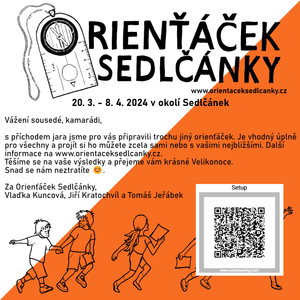 ORIENŤÁČEK
SEDLČÁNKY
www.orientaceksedlcanky.cz
20. 3. - 8. 4. 2024 v okolí Sedlčánek
Vážení sousedé, kamarádi,
s příchodem jara jsme pro vás připravili trochu jiný orienťáček. Je vhodný úplně
pro všechny a projít si ho můžete zcela sami nebo s vašimi nejbližšími. Další
informace na www.orientaceksedlcanky.cz.
Těšíme se na vaše výsledky a přejeme vám krásné Velikonoce.
Snad se nám neztratíte 😊.
Za Orienťáček Sedlčánky,
Vlaďka Kuncová, Jiří Kratochvíl a Tomáš Jeřábek
Setup